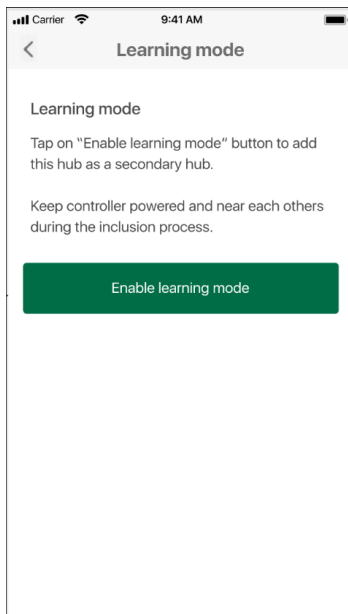 Carrier 9:41 AM
Learning mode
Learning mode
Tap on “Enable learning mode” button to add
this hub as a secondary hub.
Keep controller powered and near each others
during the inclusion process.
Enable learning mode